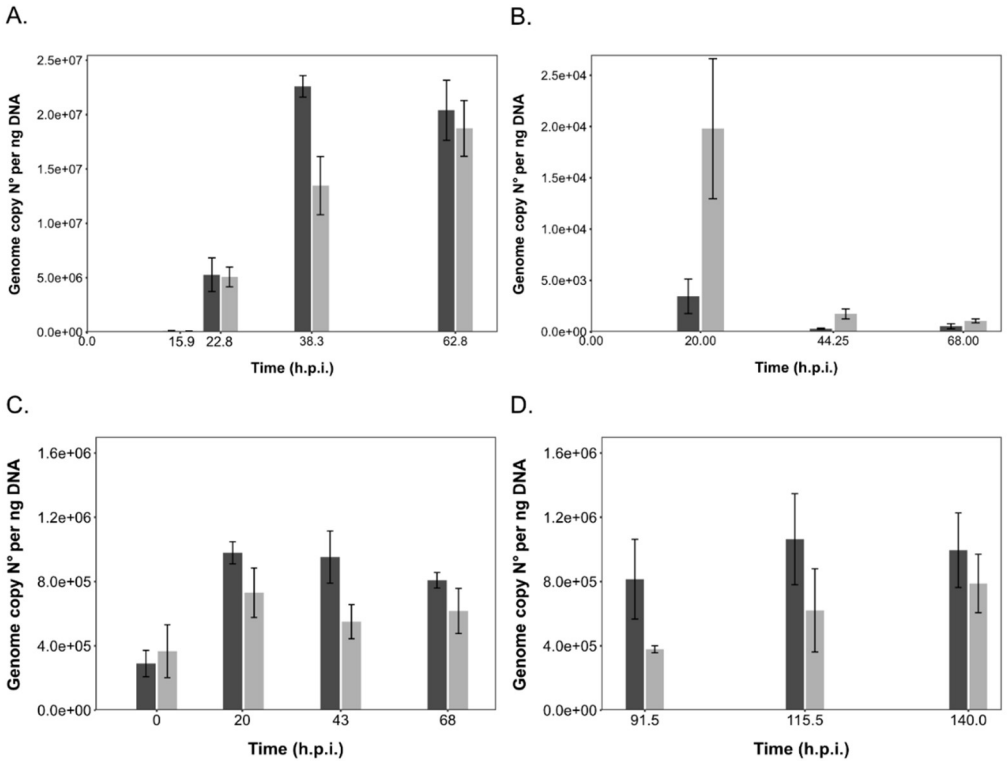 A.
Genome copy N° per ng DNA
2.5e+07
2.0e+07
1.5e+07
1.0e+07
5.0e+06
0.0e+00
0.0 15.9 22.8 38.3 62.8
Time (h.p.i.)
B.
Genome copy N° per ng DNA
2.5e+04
2.0e+04
1.5e+04
1.0e+04
5.0e+03
0.0e+00
0.00 20.00 44.25 68.00
Time (h.p.i.)
C.
Genome copy N° per ng DNA
1.6e+06
1.2e+06
8.0e+05
4.0e+05
0.0e+00
0 20 43 68
Time (h.p.i.)
D.
Genome copy N° per ng DNA
1.6e+06
1.2e+06
8.0e+05
4.0e+05
0.0e+00
91.5 115.5 140.0
Time (h.p.i.)